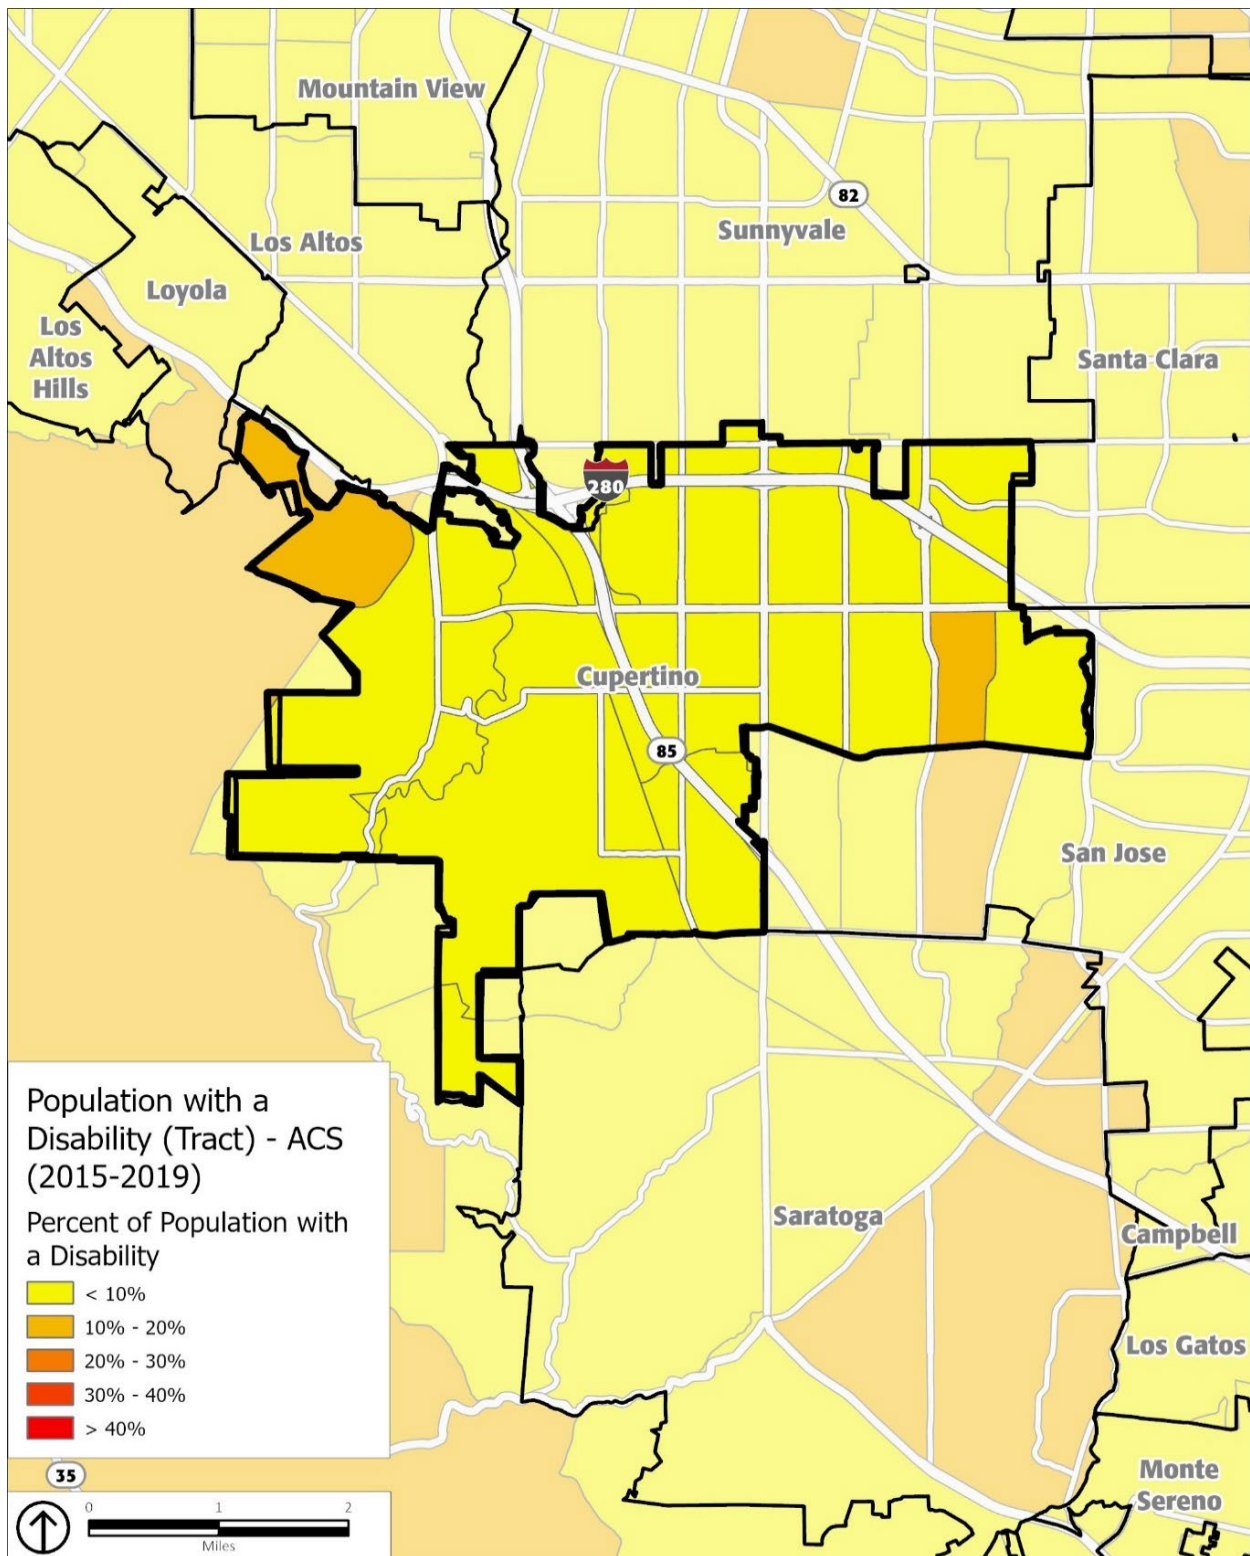 Mountain View
82
Sunnyvale
Los Altos
Loyola
Los
Altos
Hills
Santa Clara
280
Cupertino
85
San Jose
Population with a
Disability (Tract) - ACS
(2015-2019)
Percent of Population with
a Disability
< 10%
10% - 20%
20% - 30%
30% - 40%
> 40%
Saratoga
Campbell
Los Gatos
Monte
Sereno
35
0 1 2
Miles